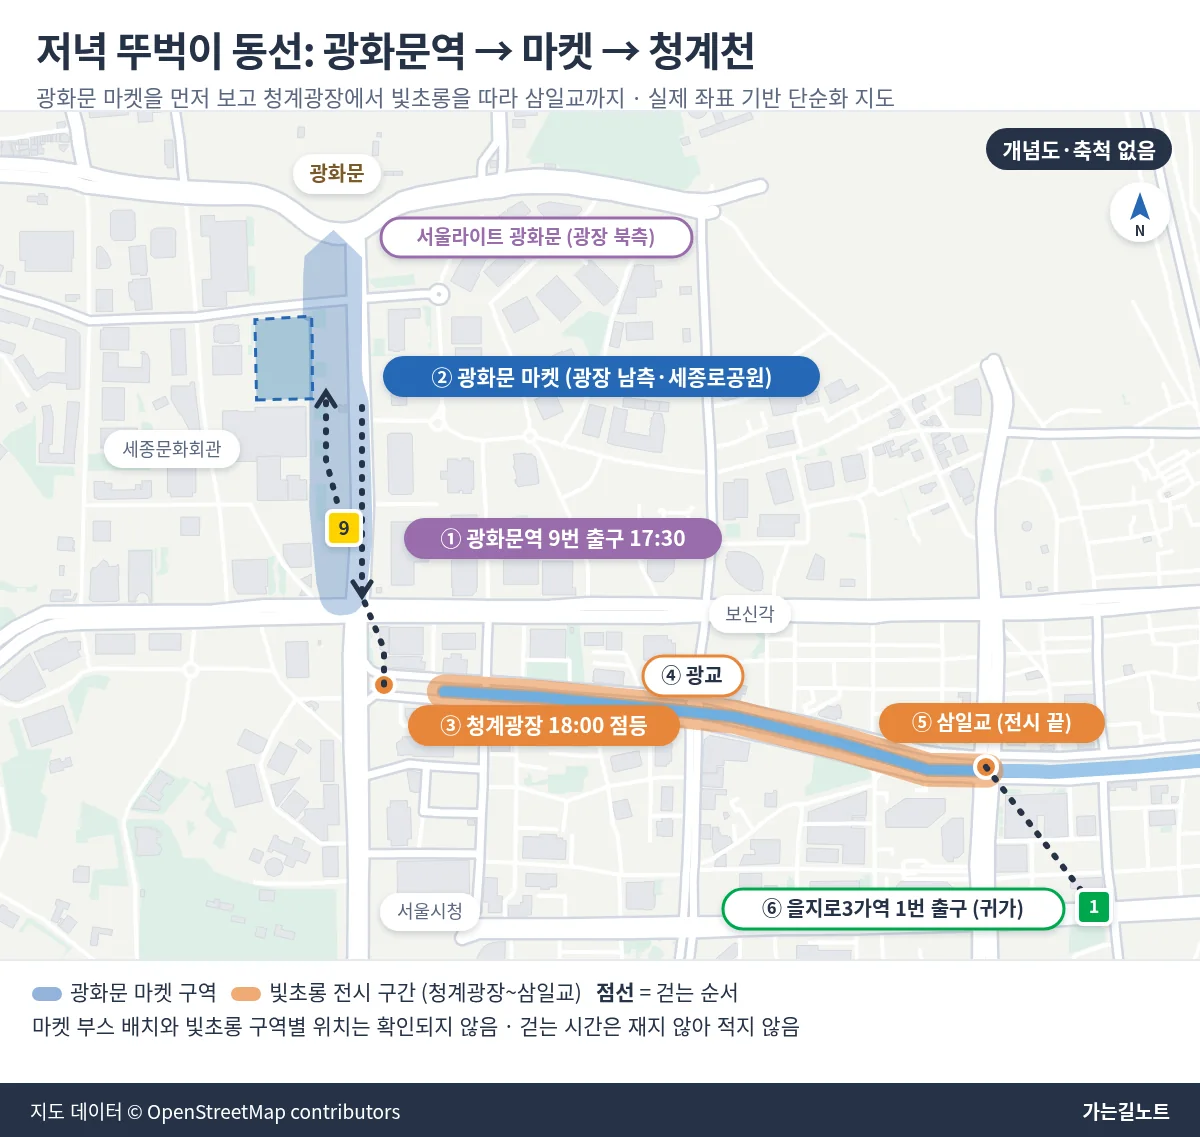 저녁 뚜벅이 동선: 광화문역 → 마켓 → 청계천
광화문 마켓을 먼저 보고 청계광장에서 빛초롱을 따라 삼일교까지 · 실제 좌표 기반 단순화 지도
개념도·축척 없음
광화문
N
서울라이트 광화문 (광장 북측)
② 광화문 마켓 (광장 남측·세종로공원)
세종문화회관
9
① 광화문역 9번 출구 17:30
보신각
④ 광교
③ 청계광장 18:00 점등
⑤ 삼일교 (전시 끝)
서울시청
⑥ 을지로3가역 1번 출구 (귀가)
1
광화문 마켓 구역 빛초롱 전시 구간 (청계광장~삼일교) 점선 = 걷는 순서
마켓 부스 배치와 빛초롱 구역별 위치는 확인되지 않음 · 걷는 시간은 재지 않아 적지 않음
지도 데이터 © OpenStreetMap contributors
가는길노트